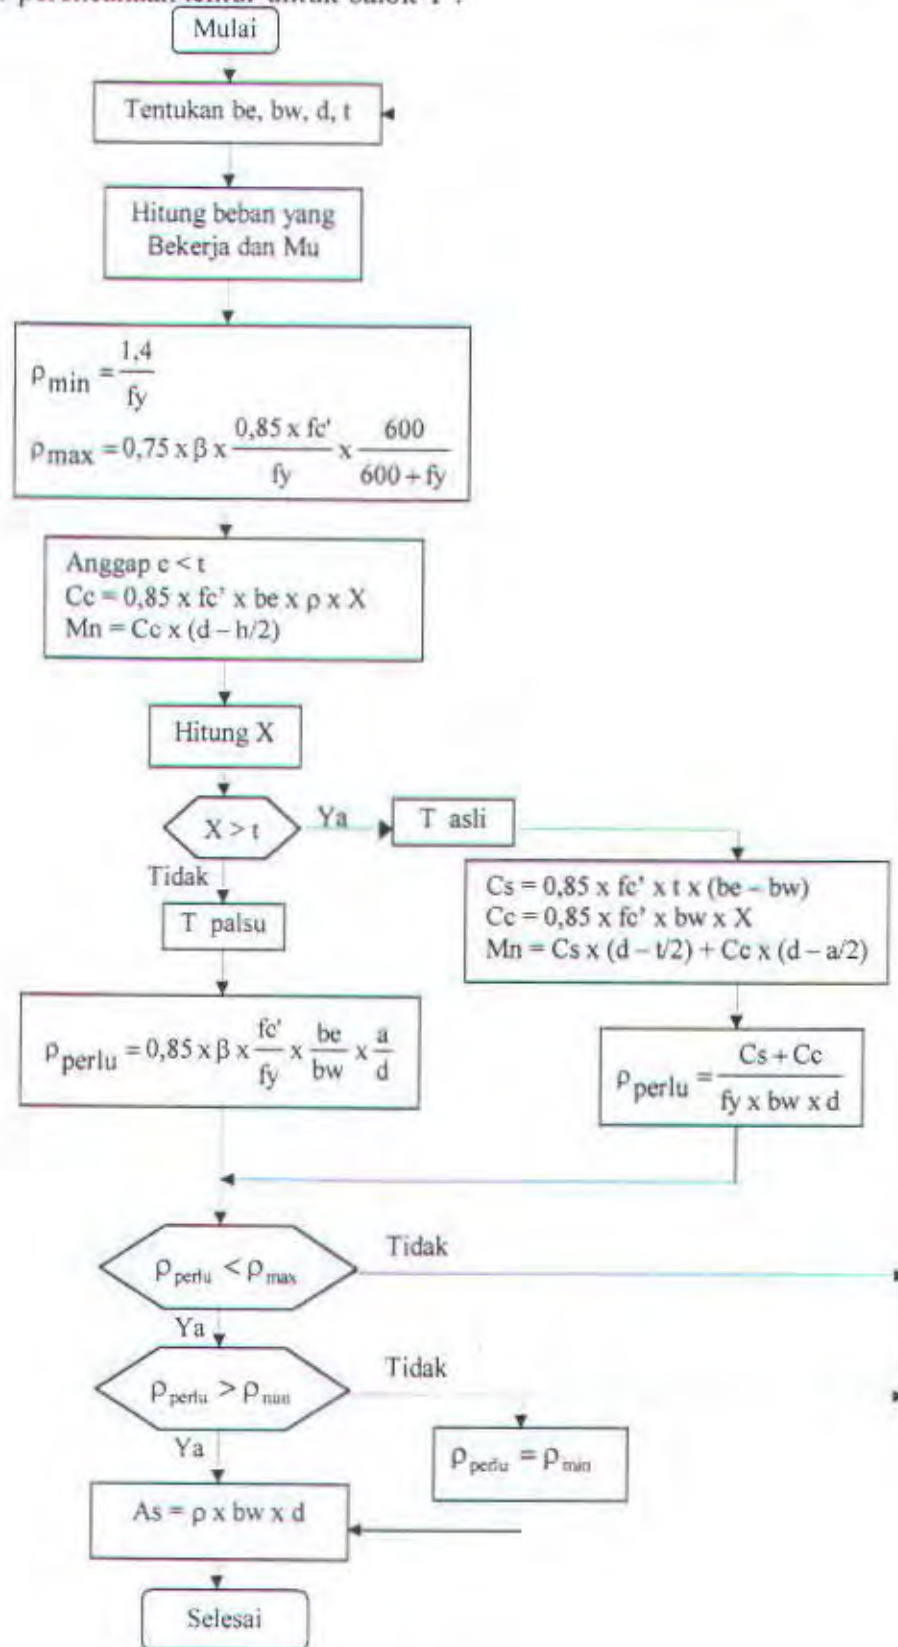 perencanaan lentur untuk balok T :
Mulai
Tentukan be, bw, d, t
Hitung beban yang
Bekerja dan Mu
ρmin = 1,4 / fy
ρmax = 0,75 x β x 0,85 x fc' / fy x 600 / 600 + fy
Anggap c < t
Cc = 0,85 x fc' x be x ρ x X
Mn = Cc x (d – h/2)
Hitung X
X > t
Ya
T asli
Tidak
T palsu
Cs = 0,85 x fc' x t x (be – bw)
Cc = 0,85 x fc' x bw x X
Mn = Cs x (d – t/2) + Cc x (d – a/2)
ρperlu = 0,85 x β x fc' / fy x be / bw x a / d
ρperlu = Cs + Cc / fy x bw x d
ρperlu < ρmax
Tidak
Ya
ρperlu > ρmin
Tidak
Ya
ρperlu = ρmin
As = ρ x bw x d
Selesai